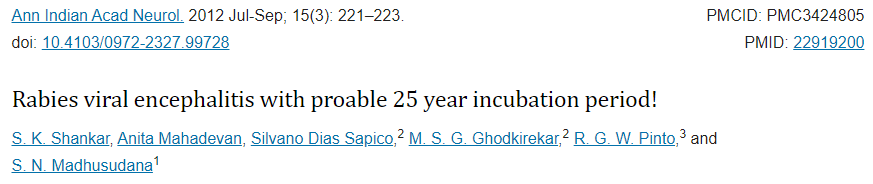 Ann Indian Acad Neurol. 2012 Jul-Sep; 15(3): 221–223. PMCID: PMC3424805
doi: 10.4103/0972-2327.99728 PMID: 22919200
Rabies viral encephalitis with proable 25 year incubation period!
S. K. Shankar, Anita Mahadevan, Silvano Dias Sapico,2 M. S. G. Ghodkirekar,2 R. G. W. Pinto,3 and
S. N. Madhusudana1